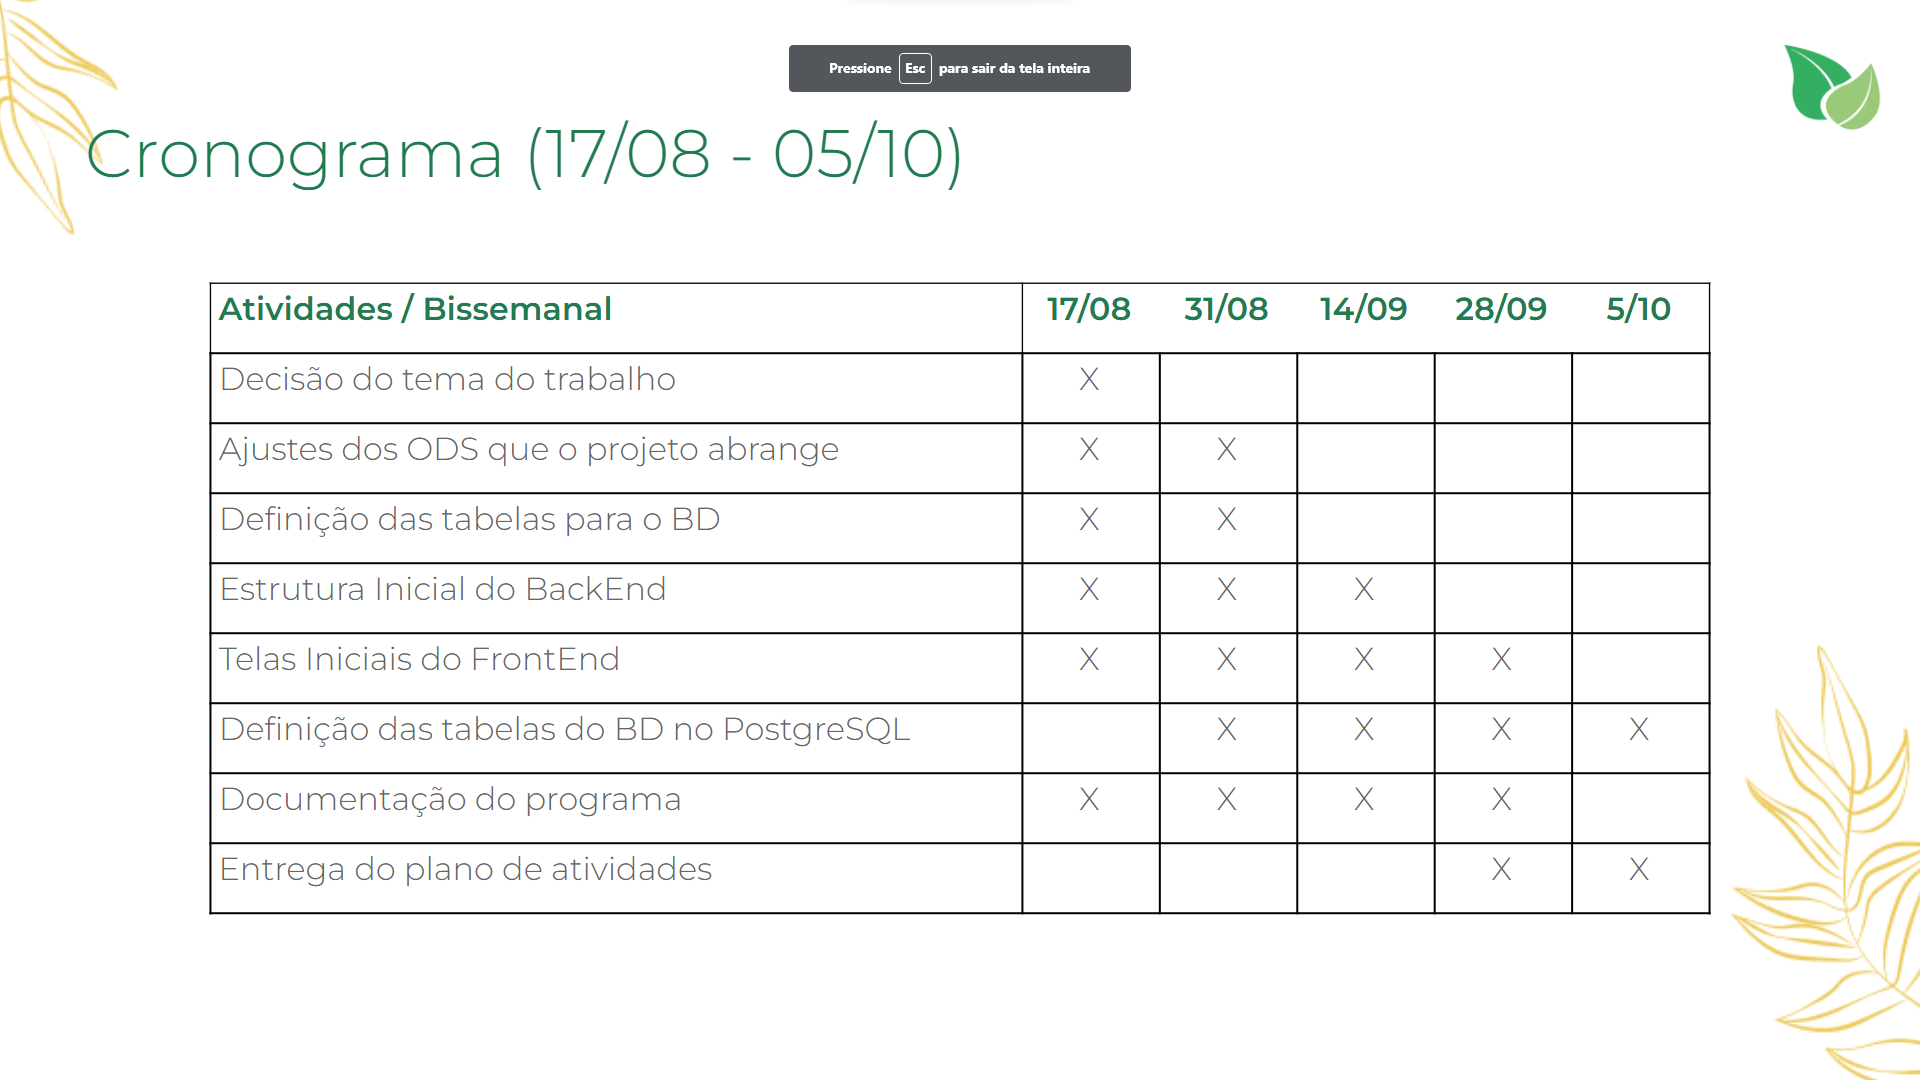 Pressione Esc para sair da tela inteira
Cronograma (17/08 - 05/10)
Atividades / Bissemanal 17/08 31/08 14/09 28/09 5/10
Decisão do tema do trabalho X
Ajustes dos ODS que o projeto abrange X X
Definição das tabelas para o BD X X
Estrutura Inicial do BackEnd X X X
Telas Iniciais do FrontEnd X X X X
Definição das tabelas do BD no PostgreSQL X X X X
Documentação do programa X X X X
Entrega do plano de atividades X X